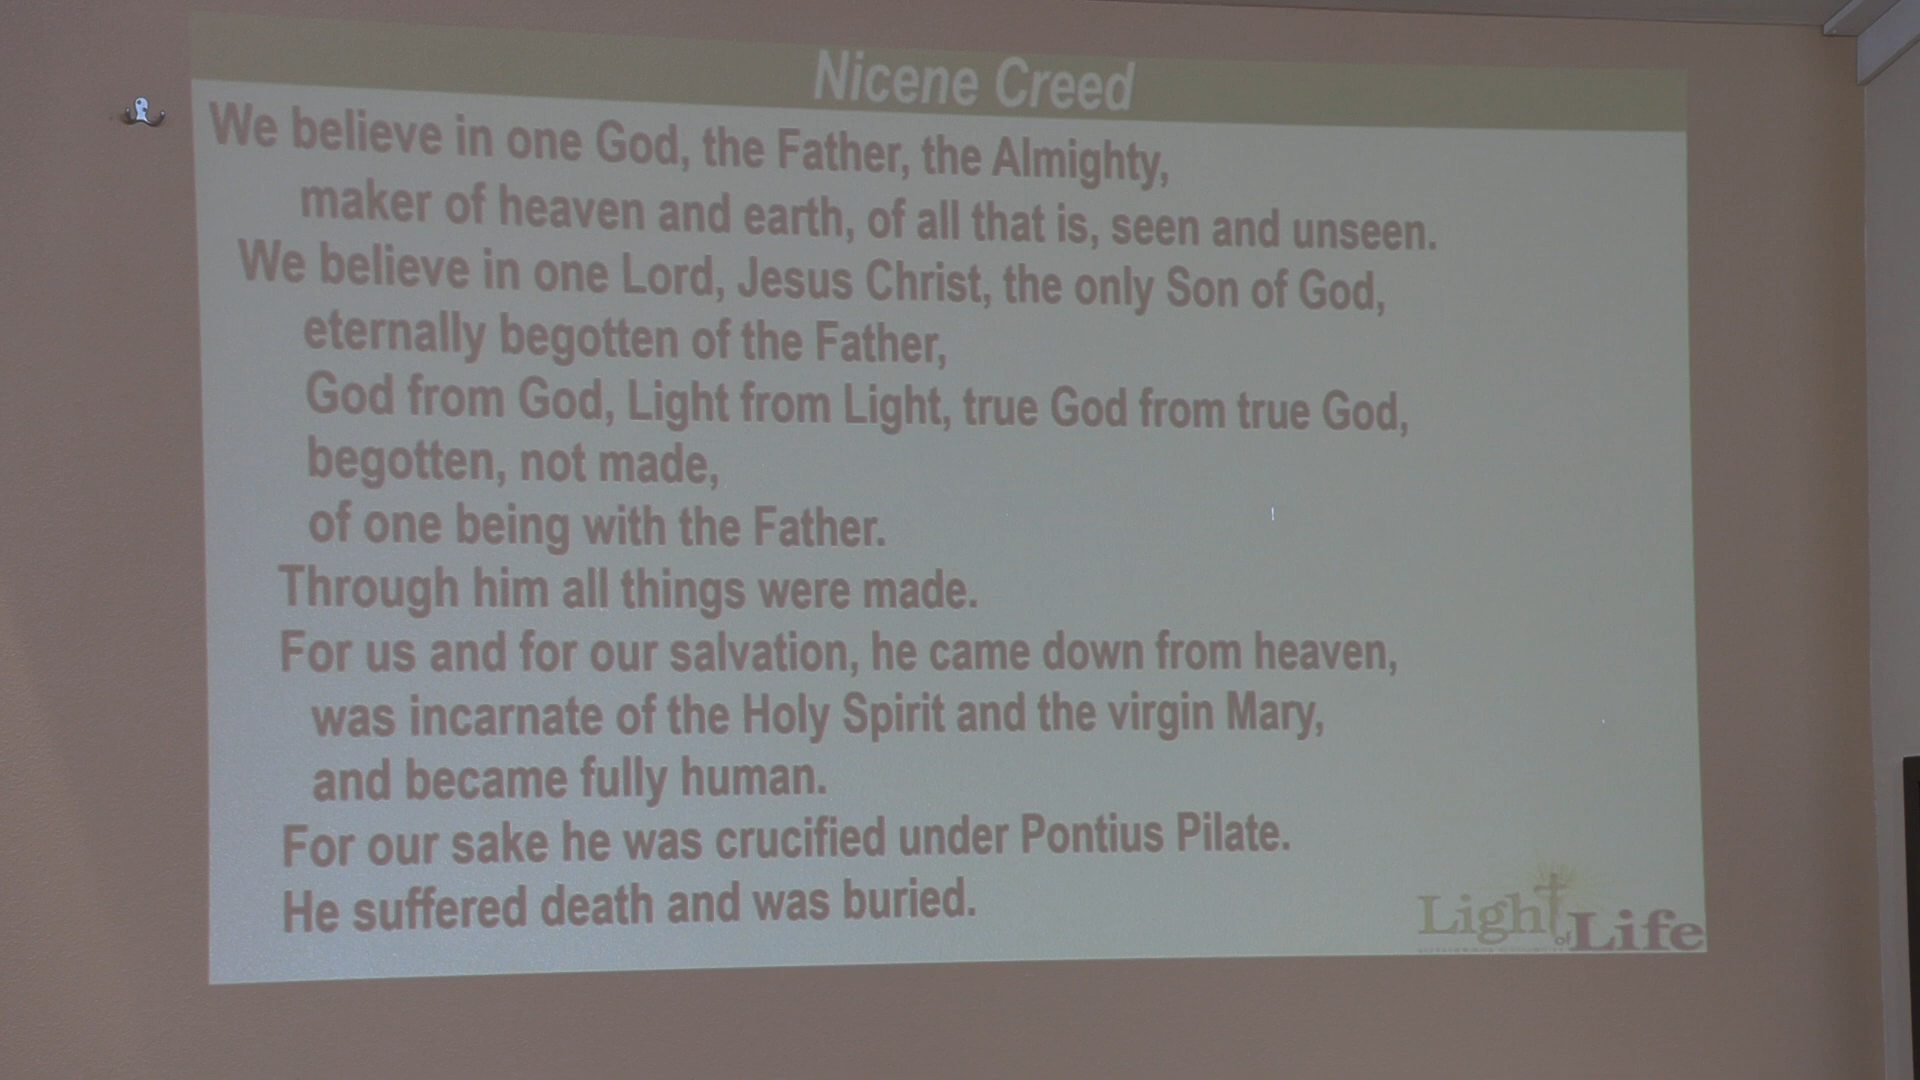 Nicene Creed
We believe in one God, the Father, the Almighty,
maker of heaven and earth, of all that is, seen and unseen.
We believe in one Lord, Jesus Christ, the only Son of God,
eternally begotten of the Father,
God from God, Light from Light, true God from true God,
begotten, not made,
of one being with the Father.
Through him all things were made.
For us and for our salvation, he came down from heaven,
was incarnate of the Holy Spirit and the virgin Mary,
and became fully human.
For our sake he was crucified under Pontius Pilate.
He suffered death and was buried.
Light of Life